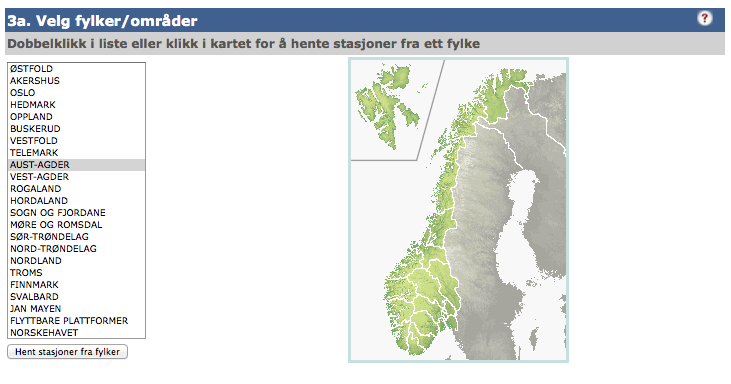 3a. Velg fylker/områder
?
Dobbelklikk i liste eller klikk i kartet for å hente stasjoner fra ett fylke
ØSTFOLD
AKERSHUS
OSLO
HEDMARK
OPPLAND
BUSKERUD
VESTFOLD
TELEMARK
AUST-AGDER
VEST-AGDER
ROGALAND
HORDALAND
SOGN OG FJORDANE
MØRE OG ROMSDAL
SØR-TRØNDELAG
NORD-TRØNDELAG
NORDLAND
TROMS
FINNMARK
SVALBARD
JAN MAYEN
FLYTTBARE PLATTFORMER
NORSKEHAVET
Hent stasjoner fra fylker